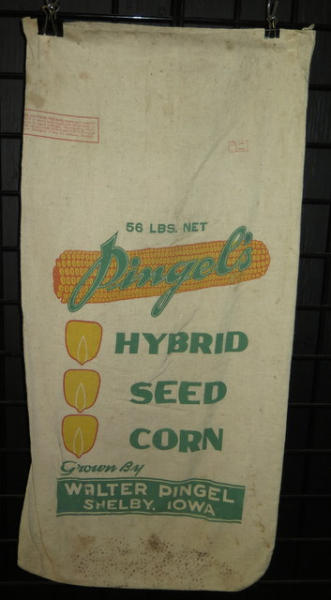 56 LBS. NET
Pingel's
HYBRID
SEED
CORN
Grown By
WALTER PINGEL
SHELBY, IOWA